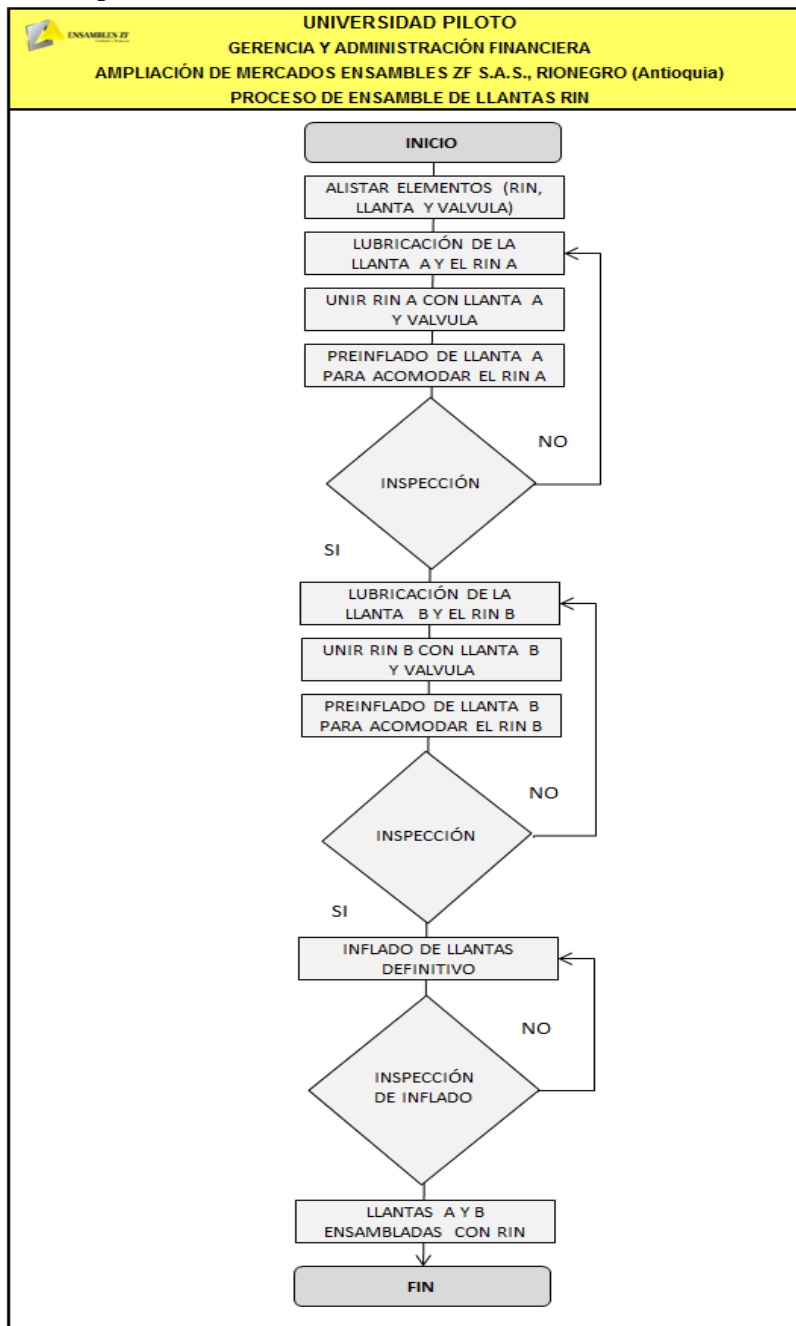 ENSAMBLES ZF
UNIVERSIDAD PILOTO
GERENCIA Y ADMINISTRACIÓN FINANCIERA
AMPLIACIÓN DE MERCADOS ENSAMBLES ZF S.A.S., RIONEGRO (Antioquia)
PROCESO DE ENSAMBLE DE LLANTAS RIN
INICIO
ALISTAR ELEMENTOS (RIN,
LLANTA Y VALVULA)
LUBRICACIÓN DE LA
LLANTA A Y EL RIN A
UNIR RIN A CON LLANTA A
Y VALVULA
PREINFLADO DE LLANTA A
PARA ACOMODAR EL RIN A
NO
INSPECCIÓN
SI
LUBRICACIÓN DE LA
LLANTA B Y EL RIN B
UNIR RIN B CON LLANTA B
Y VALVULA
PREINFLADO DE LLANTA B
PARA ACOMODAR EL RIN B
NO
INSPECCIÓN
SI
INFLADO DE LLANTAS
DEFINITIVO
NO
INSPECCIÓN
DE INFLADO
LLANTAS A Y B
ENSAMBLADAS CON RIN
FIN